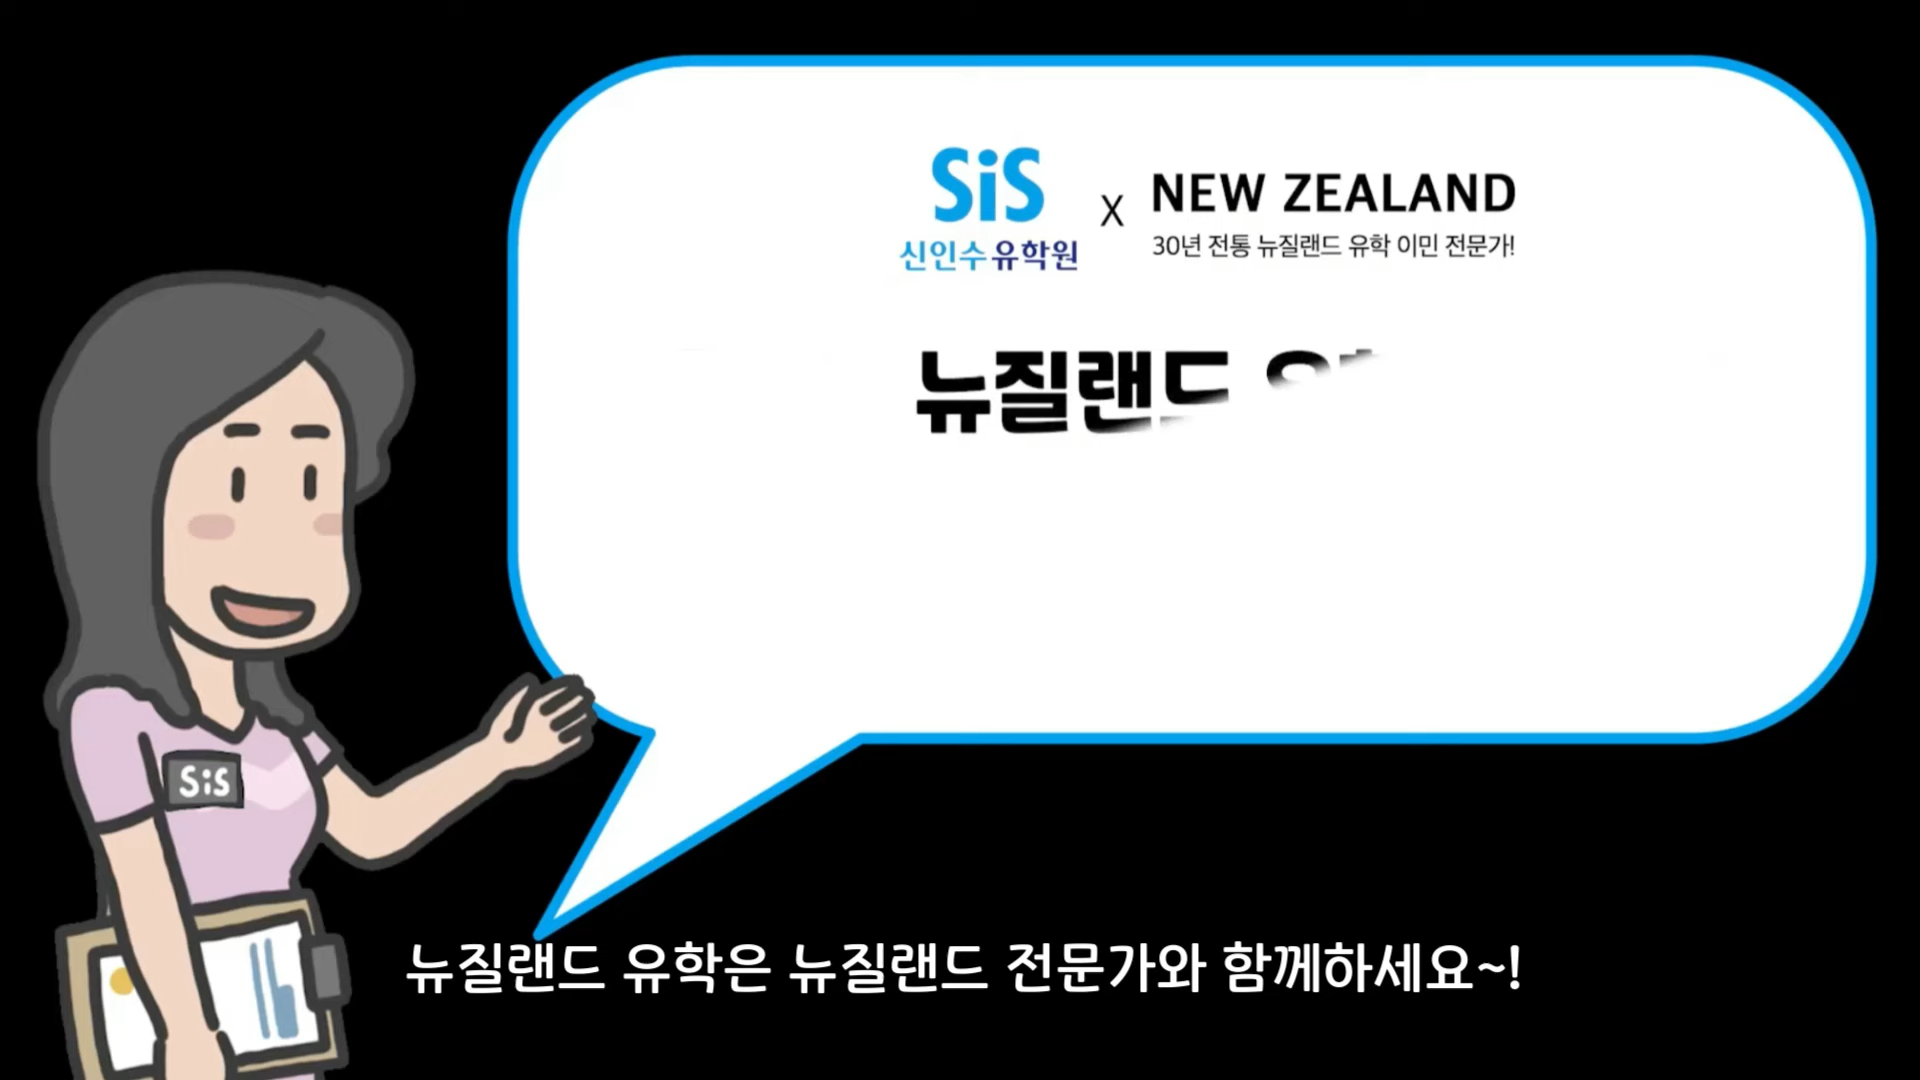 SiS
신인수유학원
X
NEW ZEALAND
30년 전통 뉴질랜드 유학 이민 전문가!
뉴질랜드
SiS
뉴질랜드 유학은 뉴질랜드 전문가와 함께하세요~!